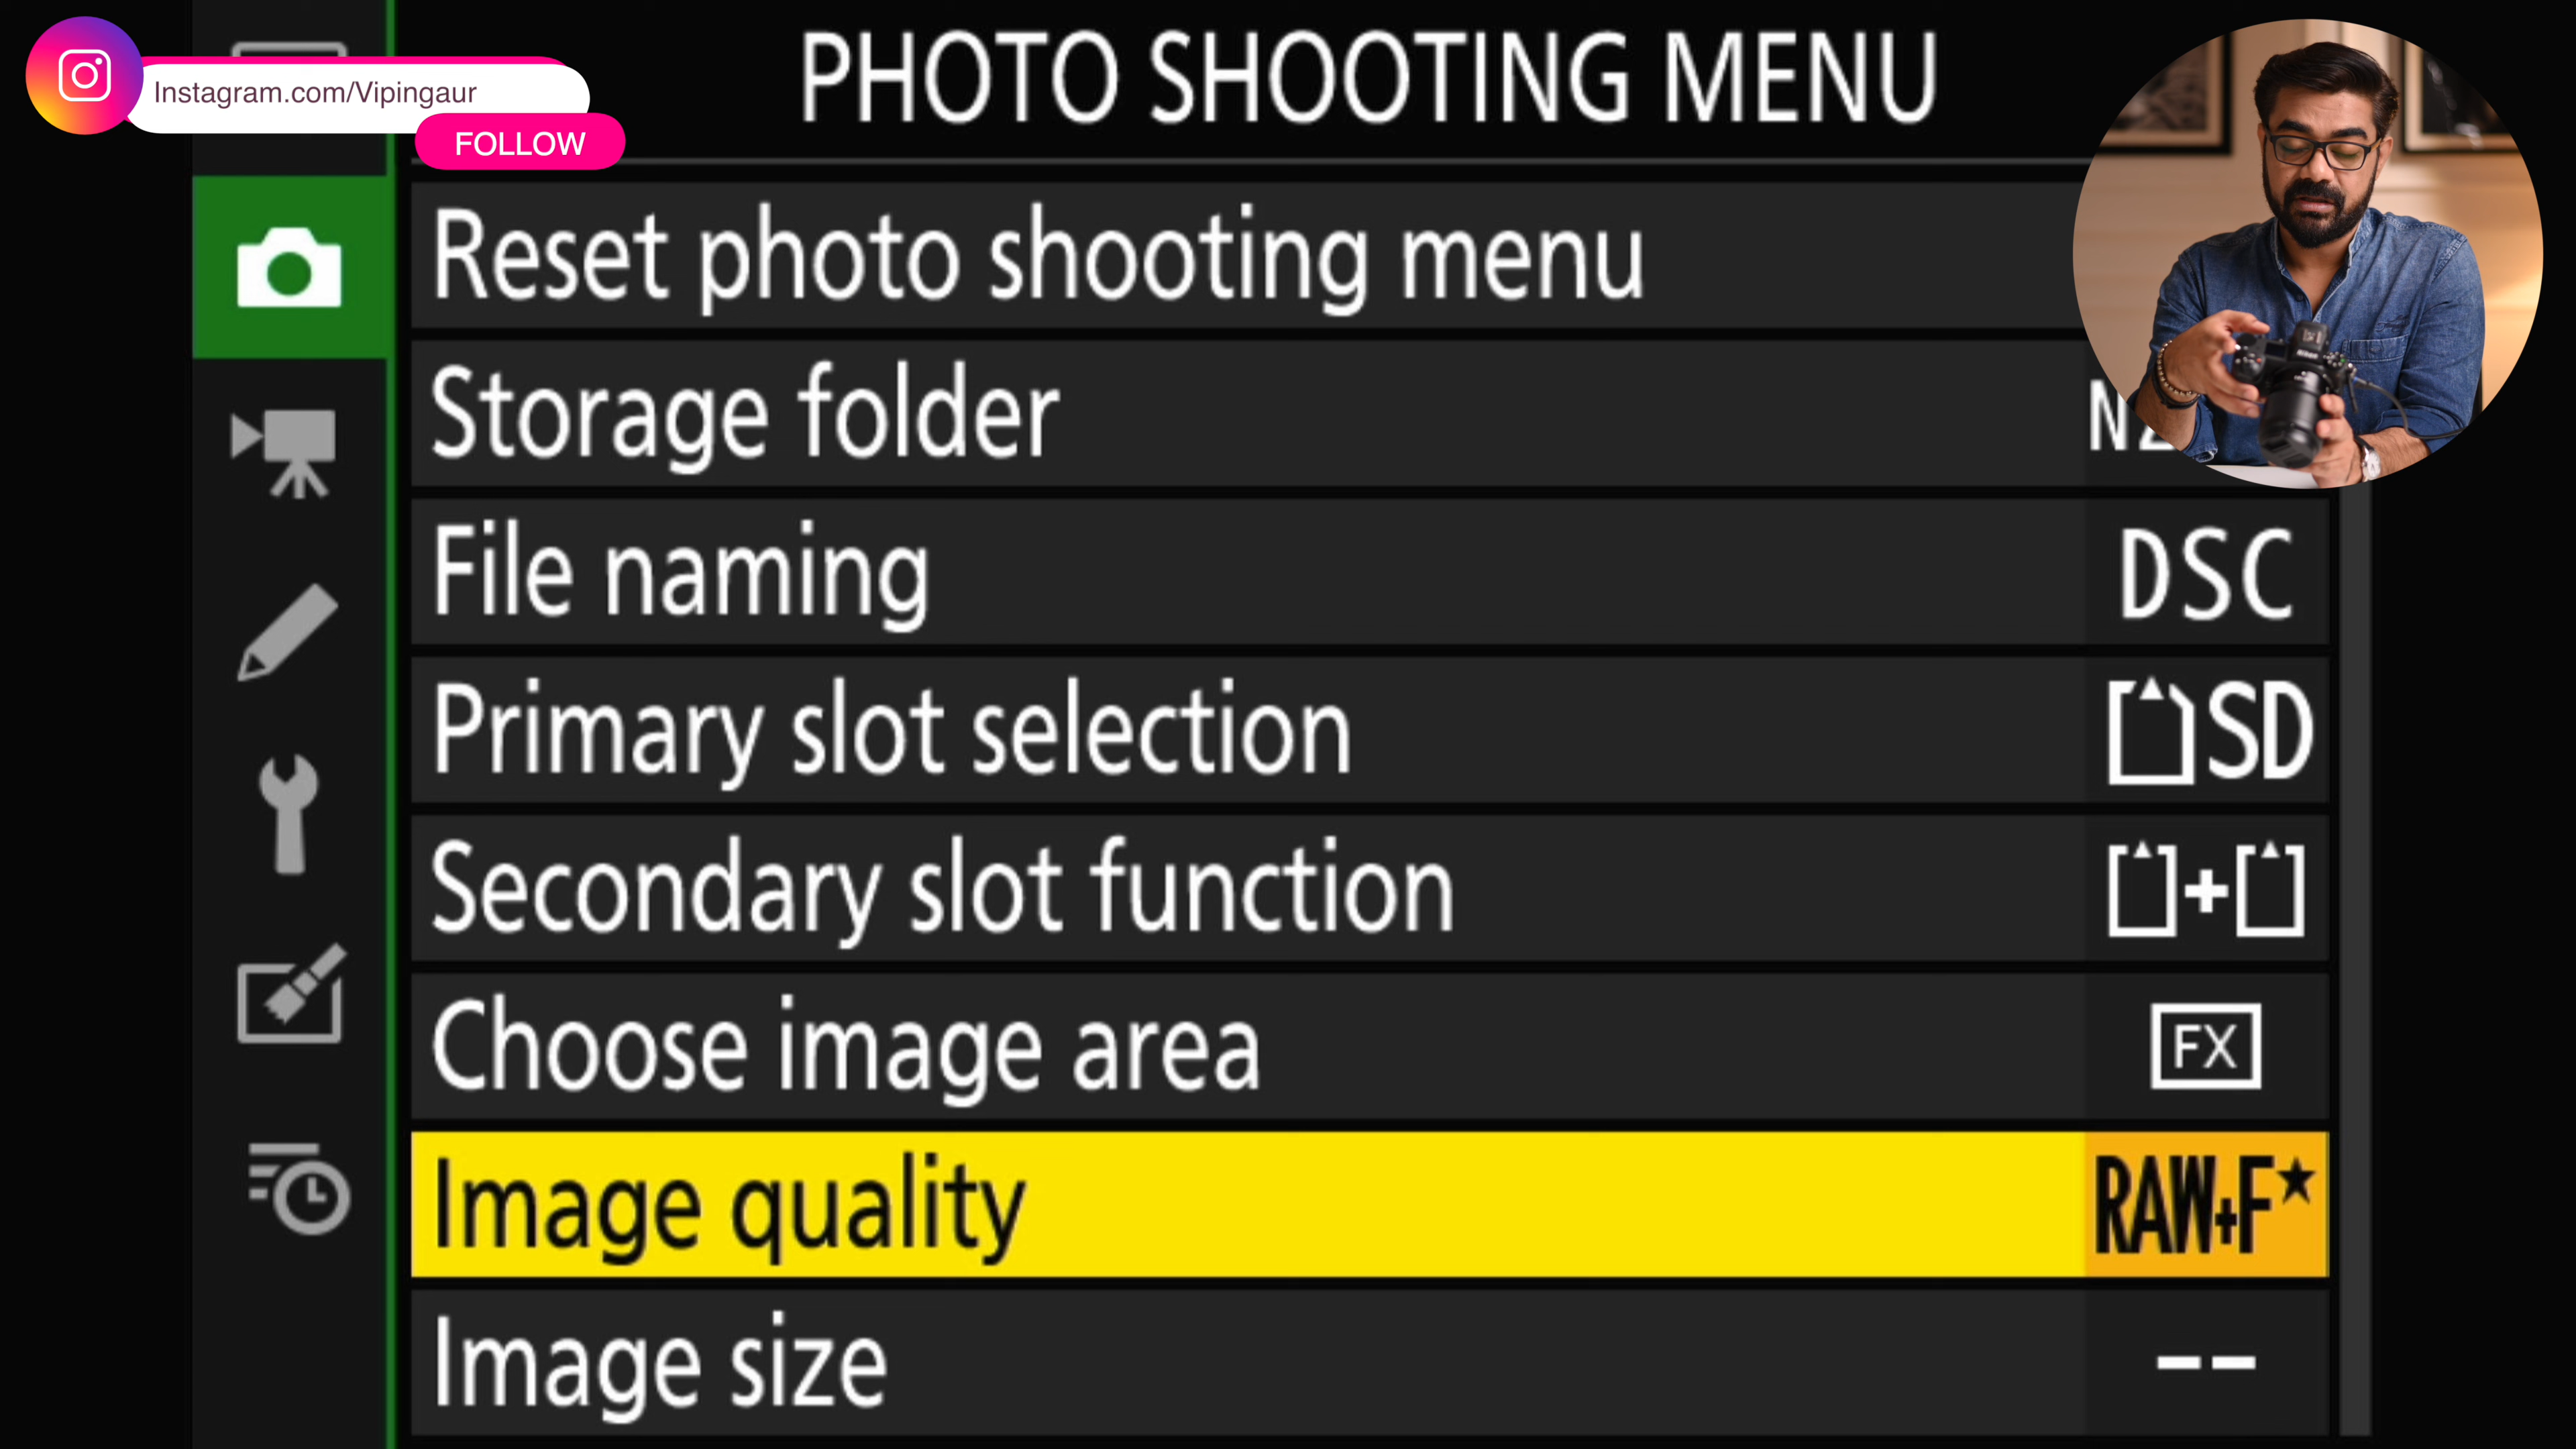 Instagram.com/Vipingaur
FOLLOW
PHOTO SHOOTING MENU
Reset photo shooting menu
Storage folder
File naming DSC
Primary slot selection SD
Secondary slot function +
Choose image area FX
Image quality RAW+F★
Image size --